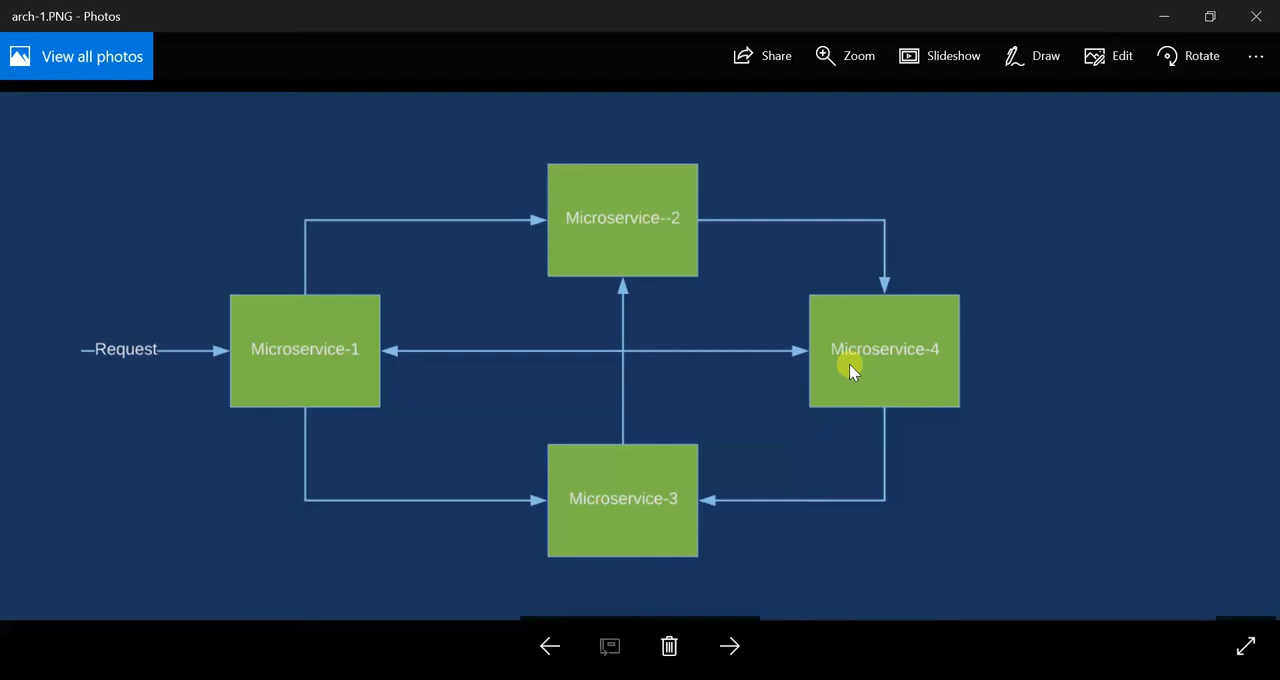 arch-1.PNG - Photos
View all photos
Share
Zoom
Slideshow
Draw
Edit
Rotate
Microservice--2
Request
Microservice-1
Microservice-4
Microservice-3